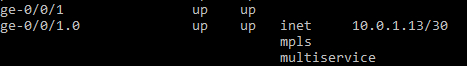 ge-0/0/1 up up
ge-0/0/1.0 up up inet 10.0.1.13/30
mpls
multiservice